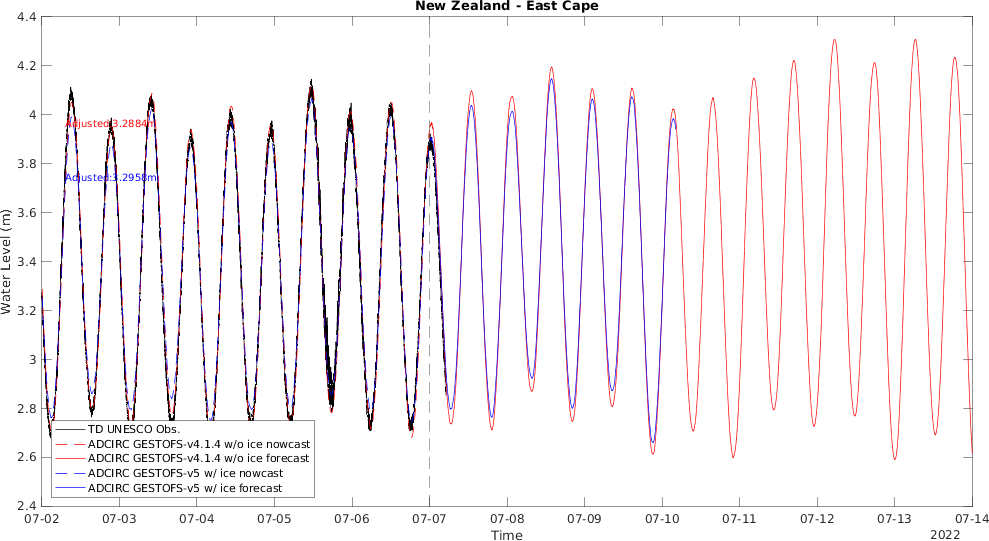 New Zealand - East Cape
4.4
4.2
4
3.8
3.6
3.4
3.2
3
2.8
2.6
2.4
Water Level (m)
Adjusted:3.2884m
Adjusted:3.2958m
TD UNESCO Obs.
ADCIRC GESTOFS-v4.1.4 w/o ice nowcast
ADCIRC GESTOFS-v4.1.4 w/o ice forecast
ADCIRC GESTOFS-v5 w/ ice nowcast
ADCIRC GESTOFS-v5 w/ ice forecast
07-02 07-03 07-04 07-05 07-06 07-07 07-08 07-09 07-10 07-11 07-12 07-13 07-14
Time
2022